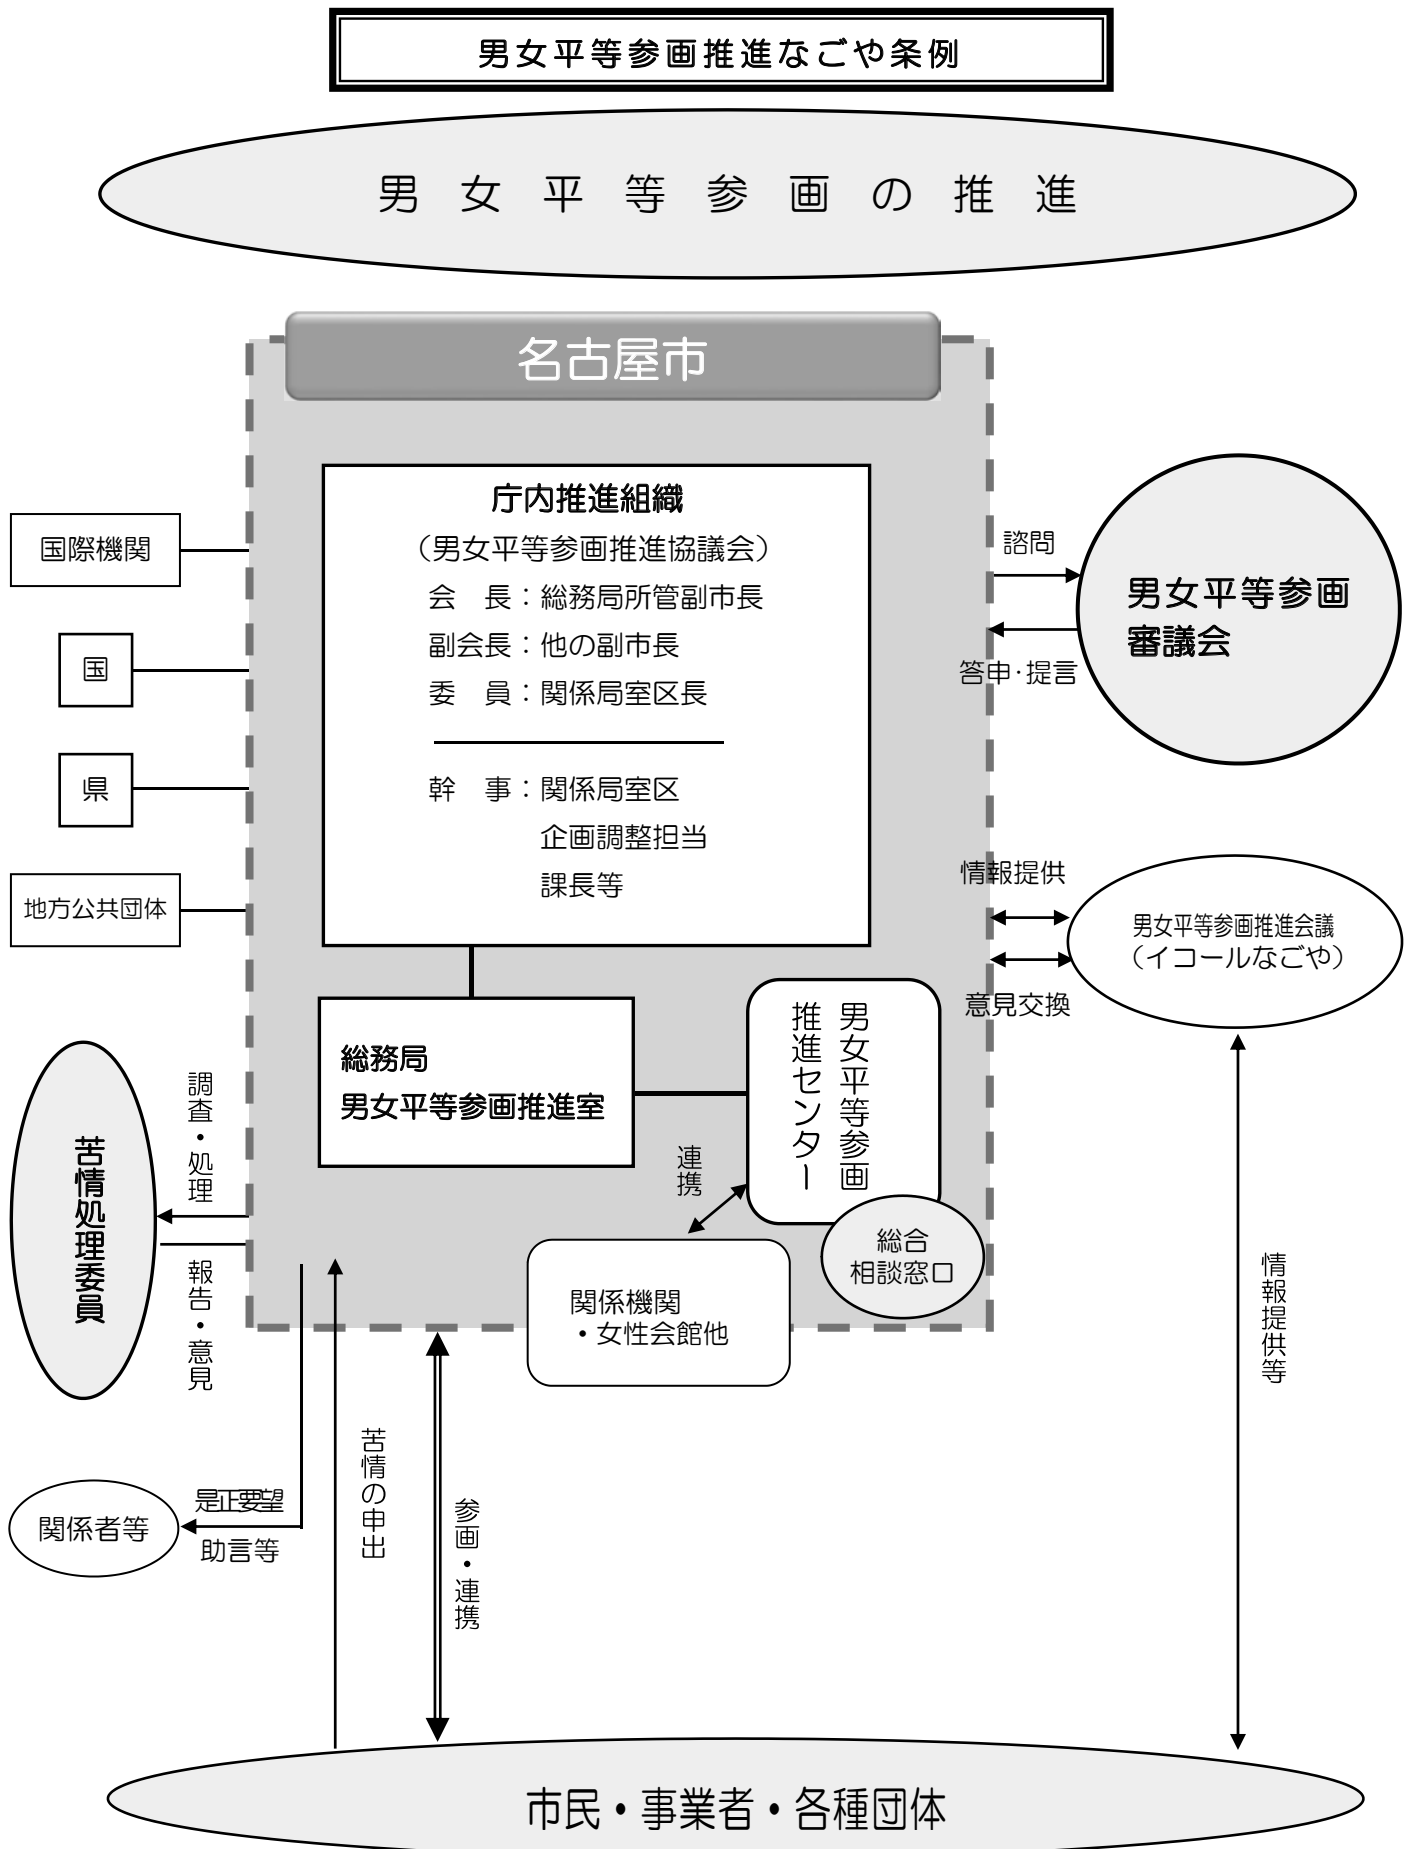 男女平等参画推進なごや条例
男女平等参画の推進
名古屋市
庁内推進組織
（男女平等参画推進協議会）
会　長：総務局所管副市長
副会長：他の副市長
委　員：関係局室区長
幹　事：関係局室区
企画調整担当
課長等
国際機関
国
県
地方公共団体
諮問
答申・提言
男女平等参画
審議会
情報提供
意見交換
男女平等参画推進会議
（イコールなごや）
総務局
男女平等参画推進室
男女平等参画
推進センター
連携
総合
相談窓口
関係機関
・女性会館他
苦情処理委員
調査・処理
報告・意見
関係者等
是正要望
助言等
苦情の申出
参画・連携
情報提供等
市民・事業者・各種団体